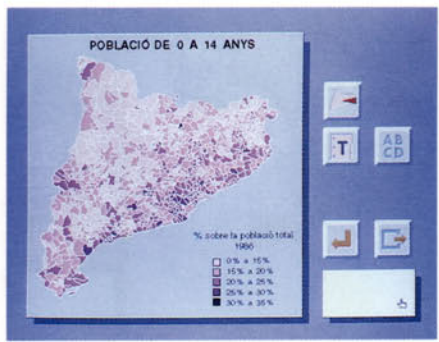 POBLACIÓ DE 0 A 14 ANYS
T
AB
CD
% sobre la població total
1986
0% a 15%
15% a 20%
20% a 25%
25% a 30%
30% a 35%